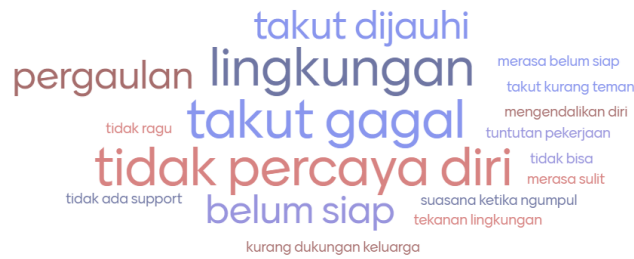 takut dijauhi
lingkungan
merasa belum siap
pergaulan
takut kurang teman
takut gagal
mengendalikan diri
tidak ragu
tuntutan pekerjaan
tidak percaya diri
tidak bisa
merasa sulit
tidak ada support
belum siap
suasana ketika ngumpul
tekanan lingkungan
kurang dukungan keluarga